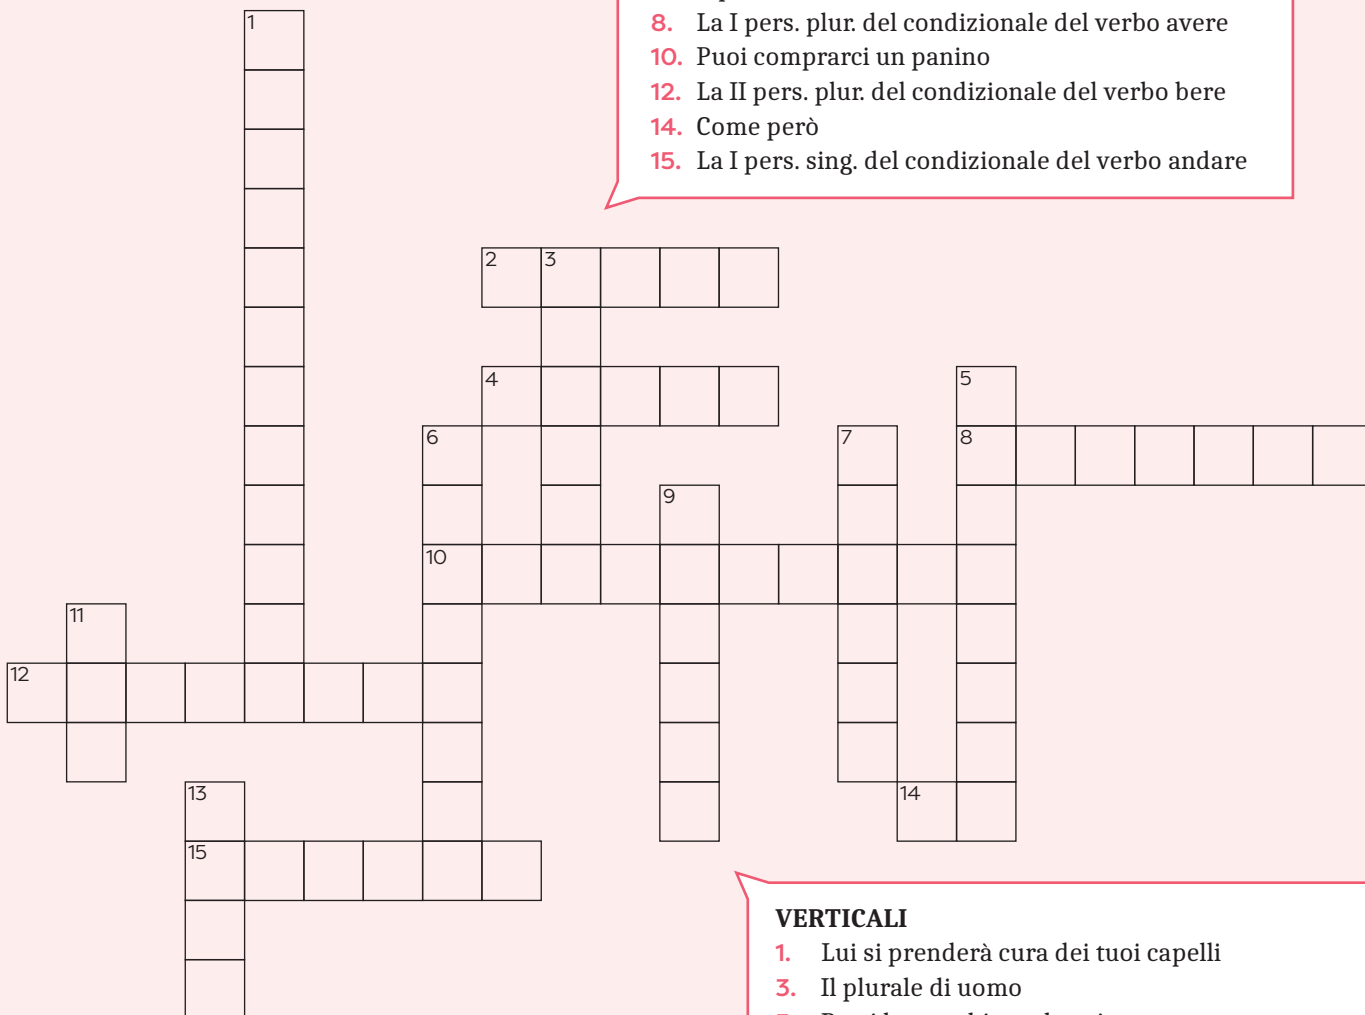 8. La I pers. plur. del condizionale del verbo avere
10. Puoi comprarci un panino
12. La II pers. plur. del condizionale del verbo bere
14. Come però
15. La I pers. sing. del condizionale del verbo andare
1
2 3
4 5
6 7 8
9
10
11
12
13 14
15
VERTICALI
1. Lui si prenderà cura dei tuoi capelli
3. Il plurale di uomo